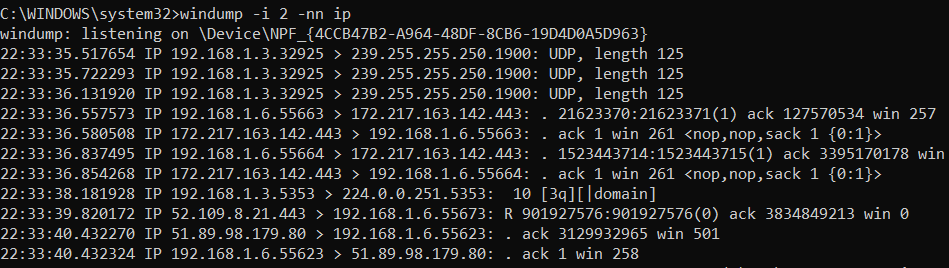 C:\WINDOWS\system32>windump -i 2 -nn ip
windump: listening on \Device\NPF_{4CCB47B2-A964-48DF-8CB6-19D4D0A5D963}
22:33:35.517654 IP 192.168.1.3.32925 > 239.255.255.250.1900: UDP, length 125
22:33:35.722293 IP 192.168.1.3.32925 > 239.255.255.250.1900: UDP, length 125
22:33:36.131920 IP 192.168.1.3.32925 > 239.255.255.250.1900: UDP, length 125
22:33:36.557573 IP 192.168.1.6.55663 > 172.217.163.142.443: . 21623370:21623371(1) ack 127570534 win 257
22:33:36.580508 IP 172.217.163.142.443 > 192.168.1.6.55663: . ack 1 win 261 <nop,nop,sack 1 {0:1}>
22:33:36.837495 IP 192.168.1.6.55664 > 172.217.163.142.443: . 1523443714:1523443715(1) ack 3395170178 win
22:33:36.854268 IP 172.217.163.142.443 > 192.168.1.6.55664: . ack 1 win 261 <nop,nop,sack 1 {0:1}>
22:33:38.181928 IP 192.168.1.3.5353 > 224.0.0.251.5353:  10 [3q][|domain]
22:33:39.820172 IP 52.109.8.21.443 > 192.168.1.6.55673: R 901927576:901927576(0) ack 3834849213 win 0
22:33:40.432270 IP 51.89.98.179.80 > 192.168.1.6.55623: . ack 3129932965 win 501
22:33:40.432324 IP 192.168.1.6.55623 > 51.89.98.179.80: . ack 1 win 258